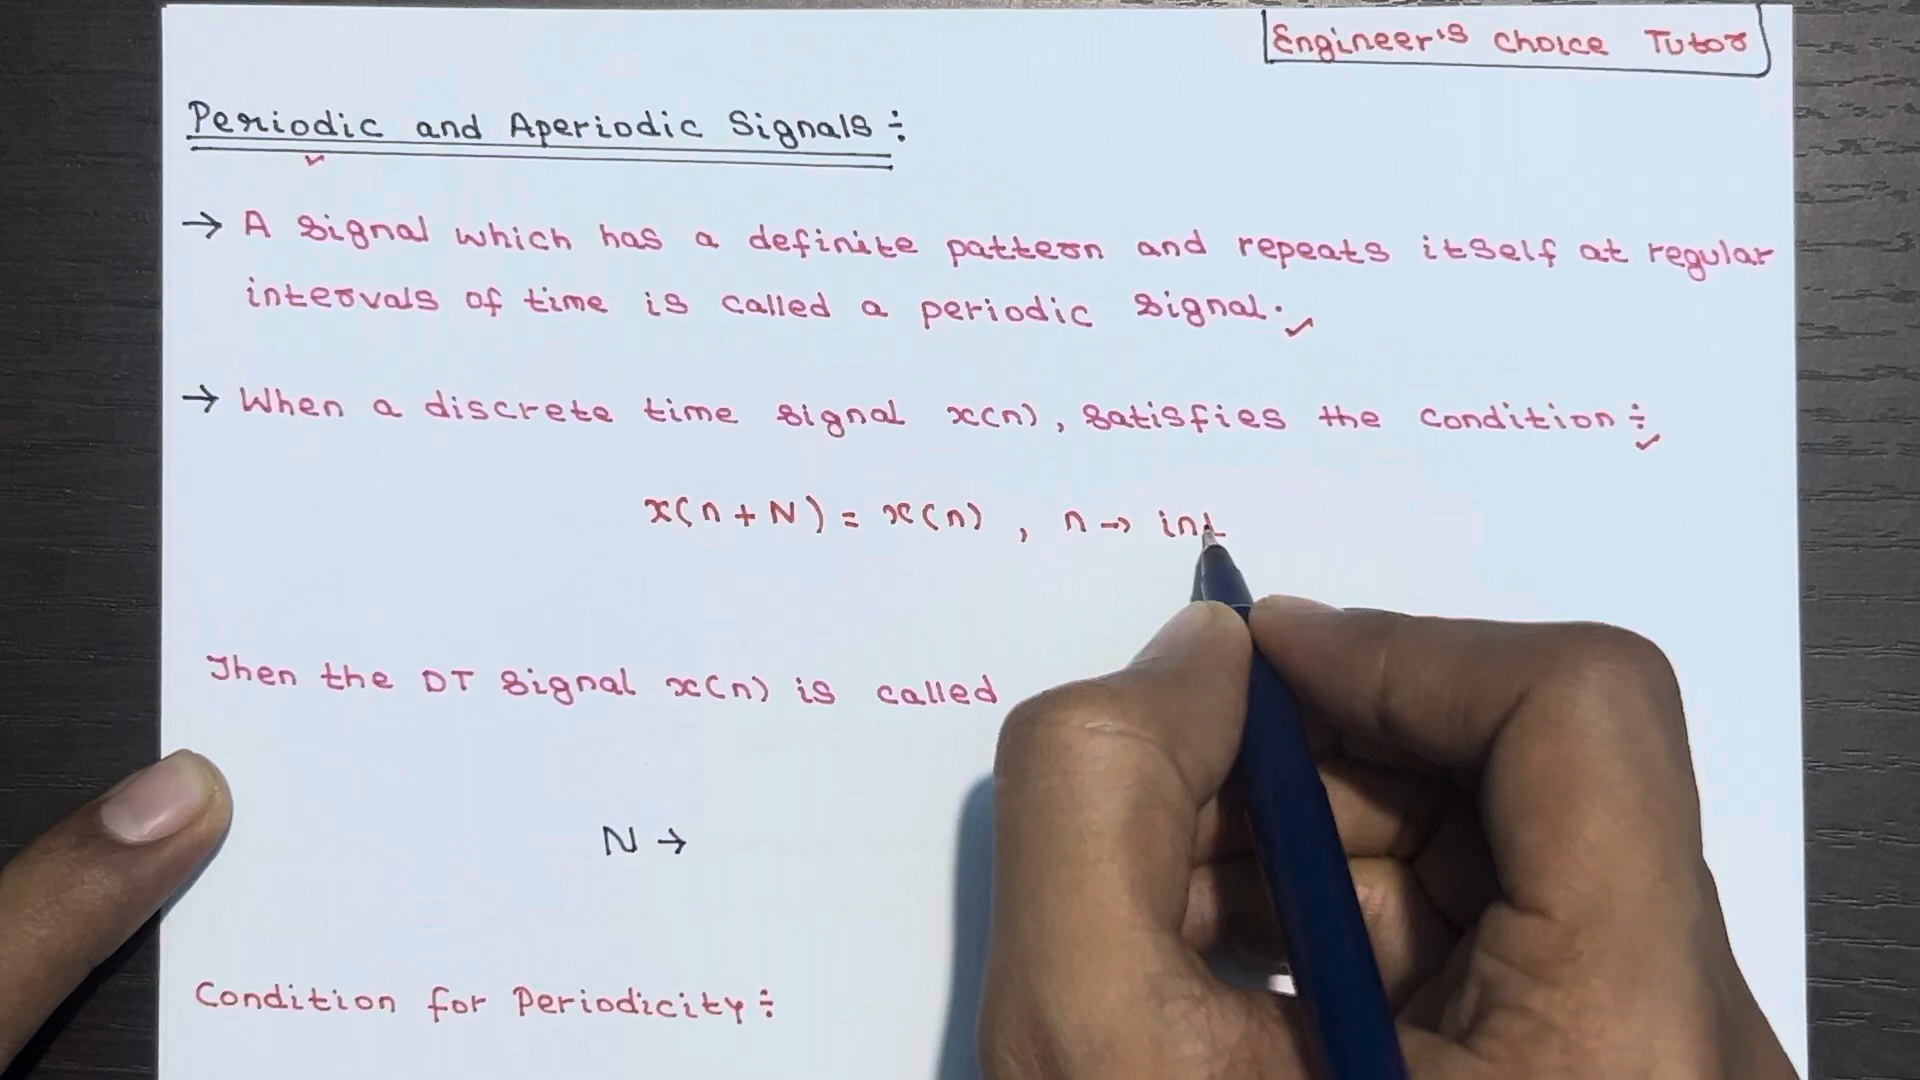 Engineer's Choice Tutor
Periodic and Aperiodic Signals ÷
→ A signal which has a definite pattern and repeats itself at regular
intervals of time is called a periodic signal.
→ When a discrete time signal x(n), satisfies the condition ÷
x(n + N) = x(n) , n → int
Then the DT signal x(n) is called
N →
Condition for Periodicity ÷